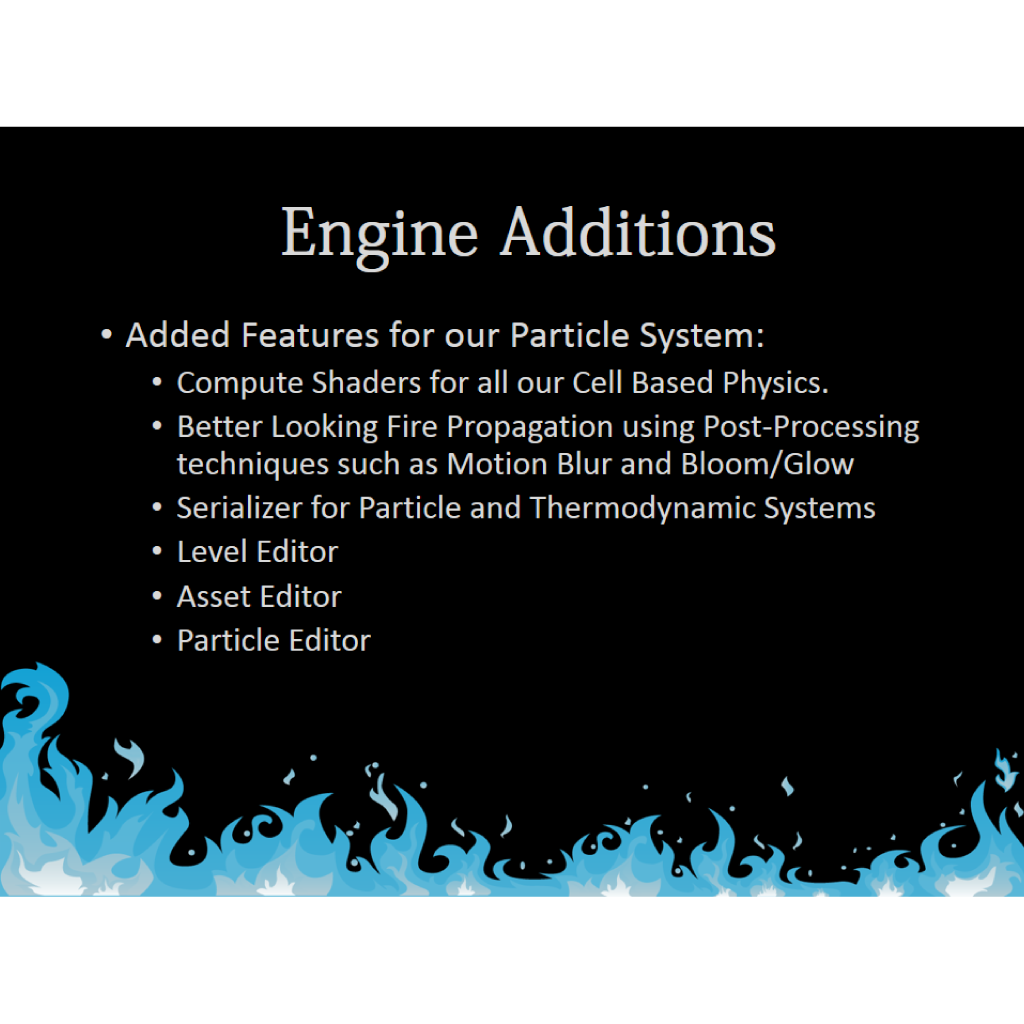 Engine Additions
• Added Features for our Particle System:
• Compute Shaders for all our Cell Based Physics.
• Better Looking Fire Propagation using Post-Processing
techniques such as Motion Blur and Bloom/Glow
• Serializer for Particle and Thermodynamic Systems
• Level Editor
• Asset Editor
• Particle Editor